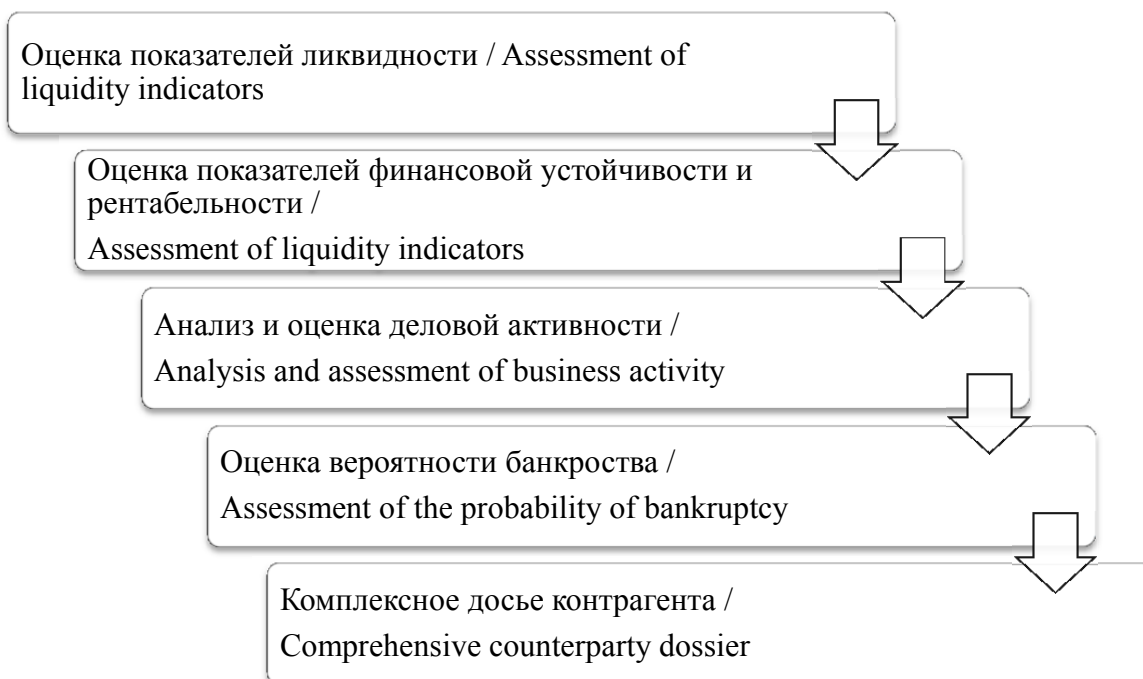 Оценка показателей ликвидности / Assessment of
liquidity indicators
Оценка показателей финансовой устойчивости и
рентабельности /
Assessment of liquidity indicators
Анализ и оценка деловой активности /
Analysis and assessment of business activity
Оценка вероятности банкроства /
Assessment of the probability of bankruptcy
Комплексное досье контрагента /
Comprehensive counterparty dossier